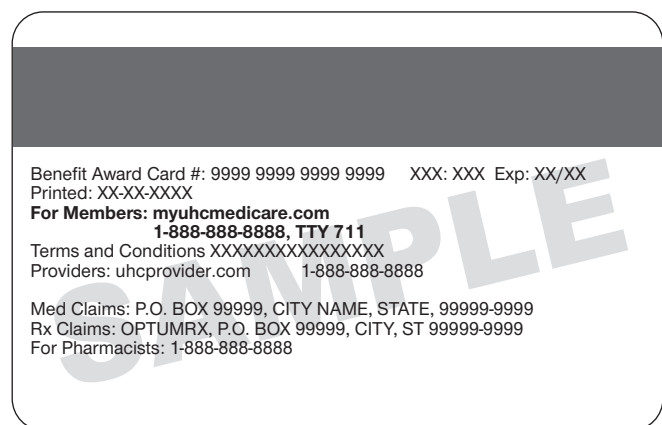 Benefit Award Card #: 9999 9999 9999 9999 XXX: XXX Exp: XX/XX
Printed: XX-XX-XXXX
For Members: myuhcmedicare.com
1-888-888-8888, TTY 711
Terms and Conditions XXXXXXXXXXXXXXXX
Providers: uhcprovider.com 1-888-888-8888
Med Claims: P.O. BOX 99999, CITY NAME, STATE, 99999-9999
Rx Claims: OPTUMRX, P.O. BOX 99999, CITY, ST 99999-9999
For Pharmacists: 1-888-888-8888
SAMPLE